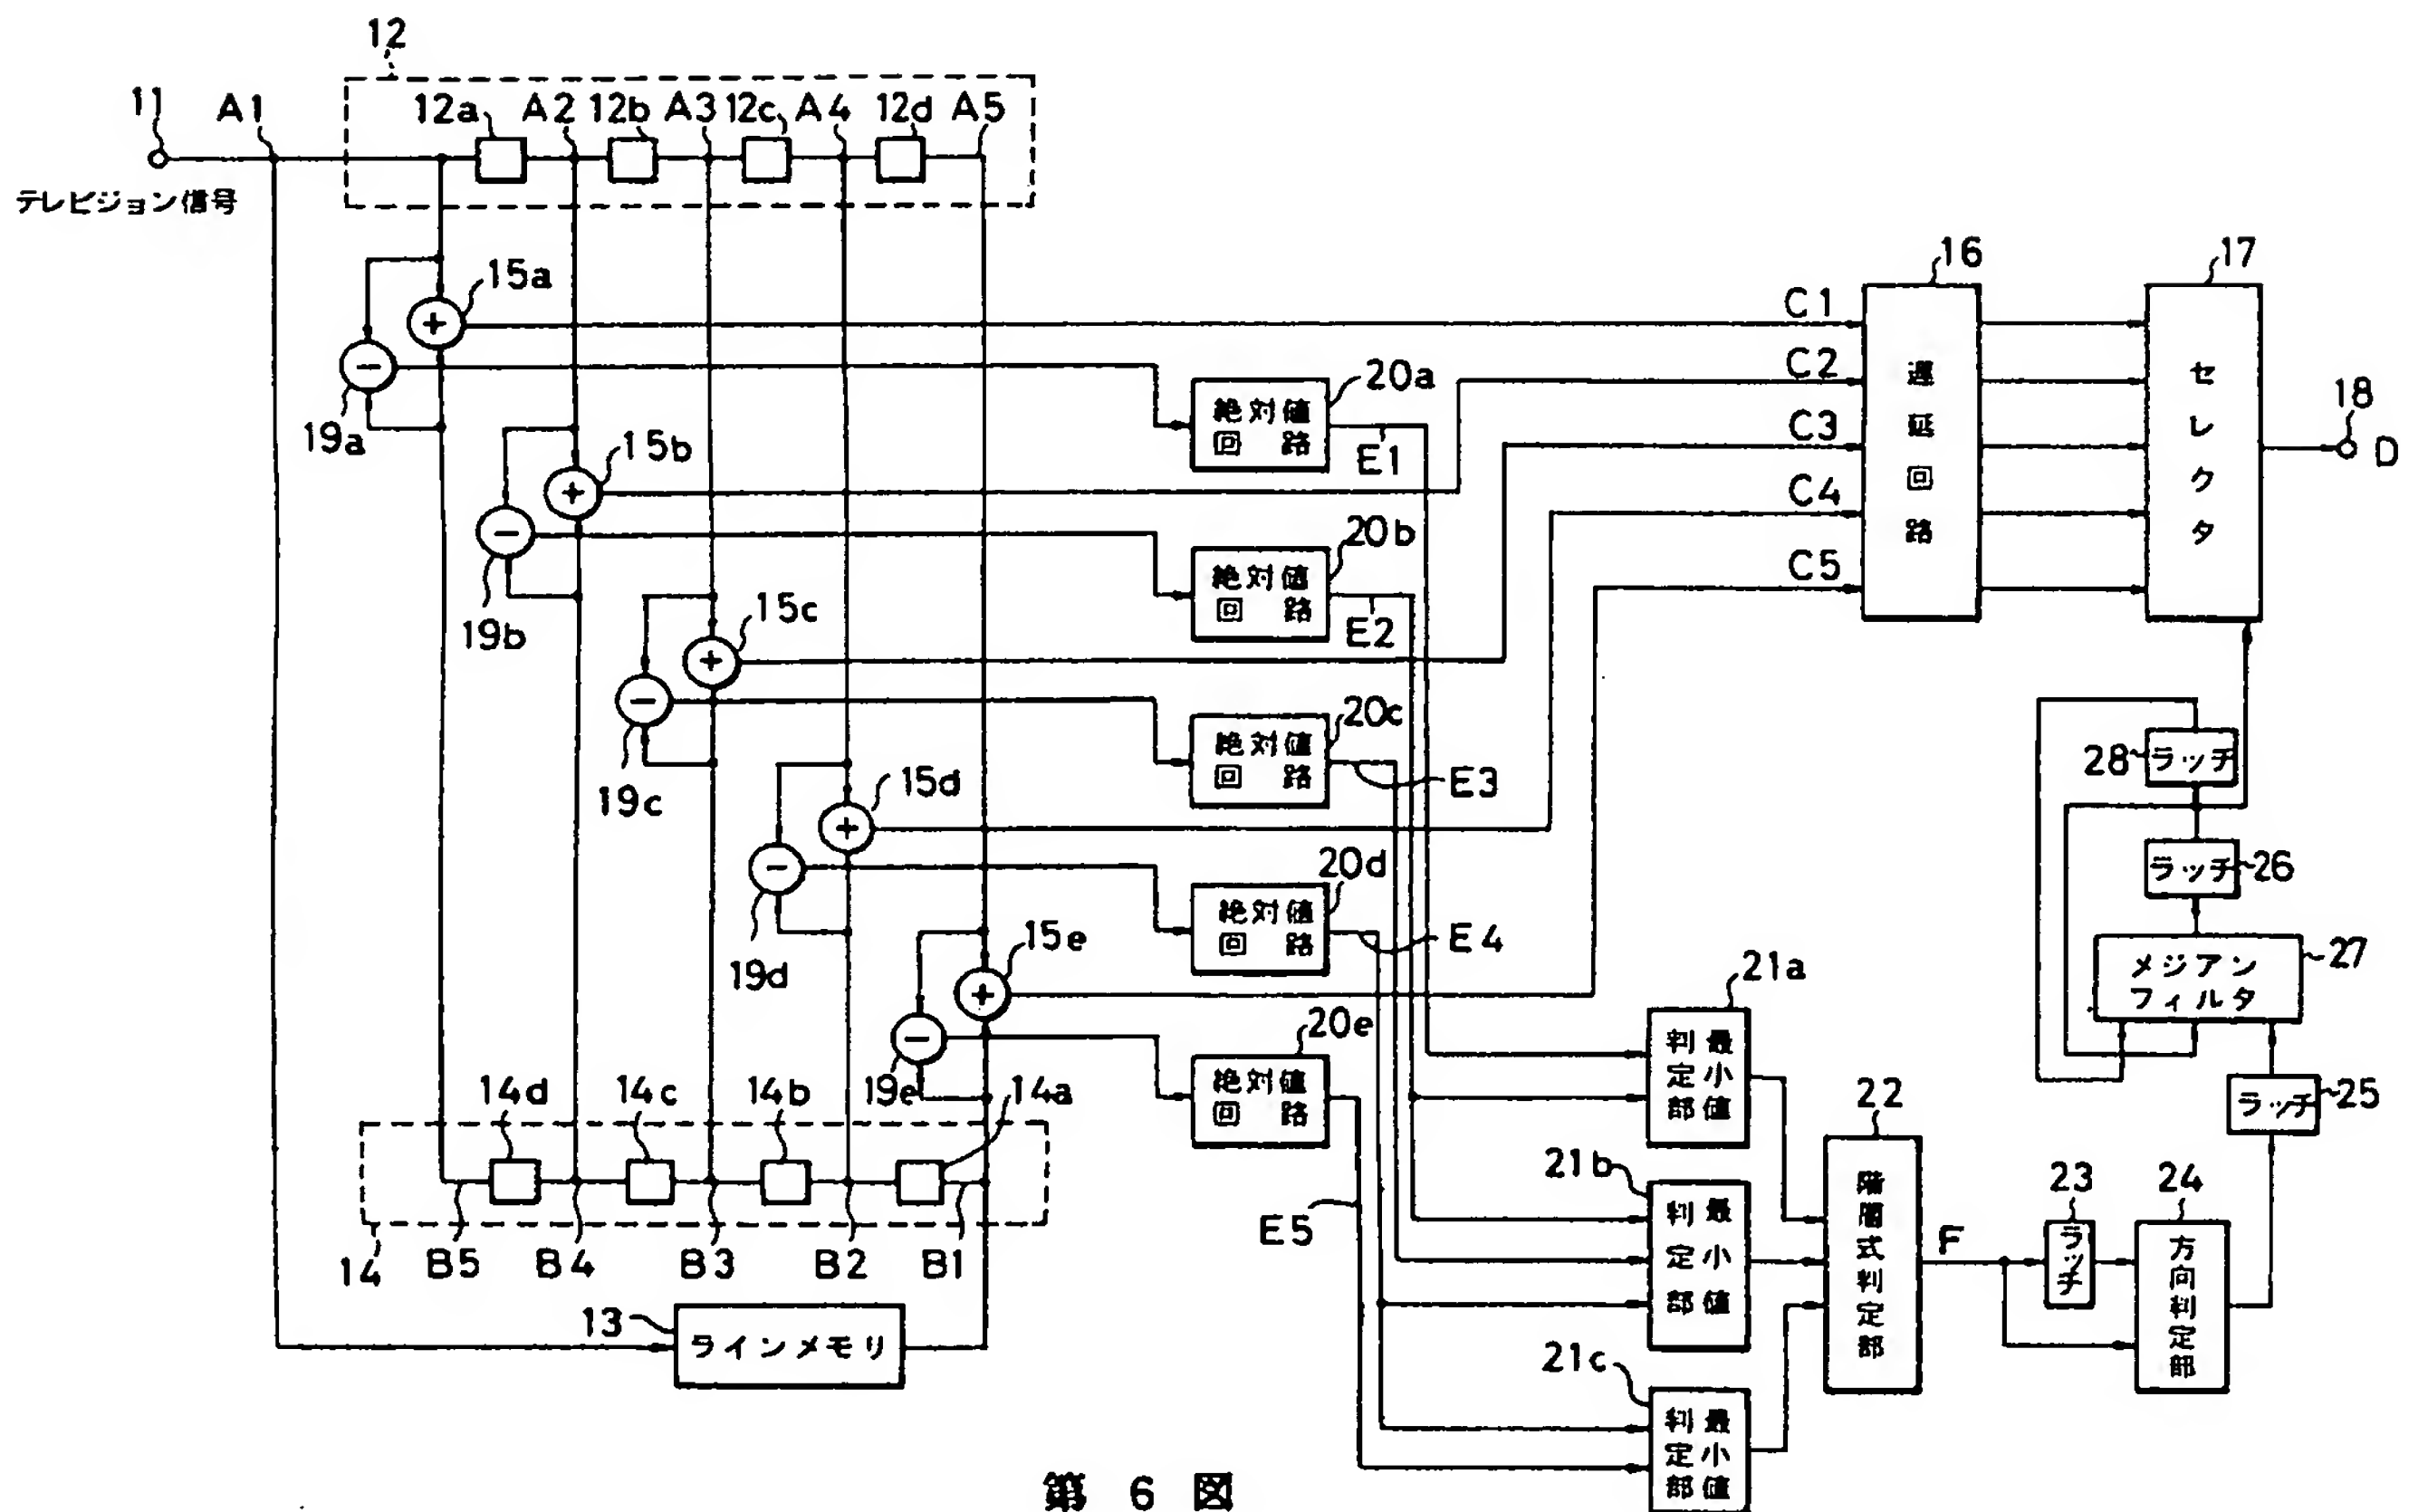 12
11
A1
12a
A2
12b
A3
12c
A4
12d
A5
テレビジョン信号
15a
19a
15b
19b
15c
19c
15d
19d
15e
19e
C1
C2
C3
C4
C5
16
遅延回路
17
セレクタ
18
D
20a
絶対値
回路
E1
20b
絶対値
回路
E2
20c
絶対値
回路
E3
20d
絶対値
回路
E4
20e
絶対値
回路
E5
28
ラッチ
ラッチ
26
メジアン
フィルタ
27
ラッチ
25
21a
最小値
判定部
21b
最小値
判定部
21c
最小値
判定部
22
階層式判定部
F
23
ラッチ
24
方向判定部
14d
14c
14b
14a
14
B5
B4
B3
B2
B1
13
ラインメモリ
第6図